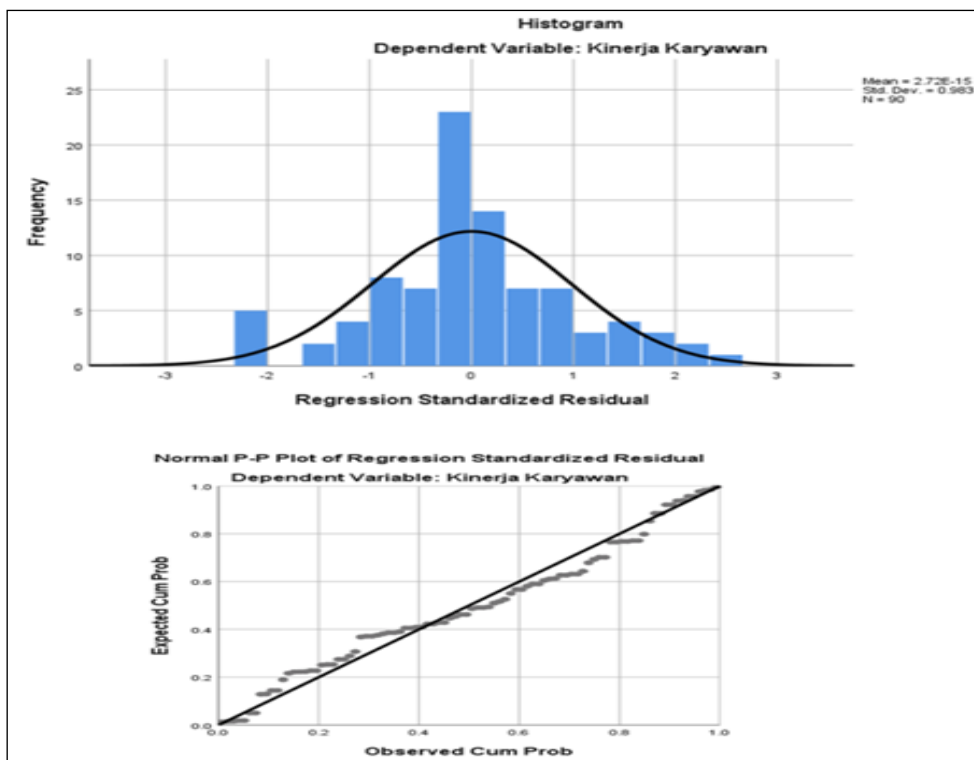 Histogram
Dependent Variable: Kinerja Karyawan
Mean = 2.72E-15
Std. Dev. = 0.983
N = 90
25
20
15
10
5
0
Frequency
-3 -2 -1 0 1 2 3
Regression Standardized Residual
Normal P-P Plot of Regression Standardized Residual
Dependent Variable: Kinerja Karyawan
1.0
0.8
0.6
0.4
0.2
0.0
Expected Cum Prob
0.0 0.2 0.4 0.6 0.8 1.0
Observed Cum Prob